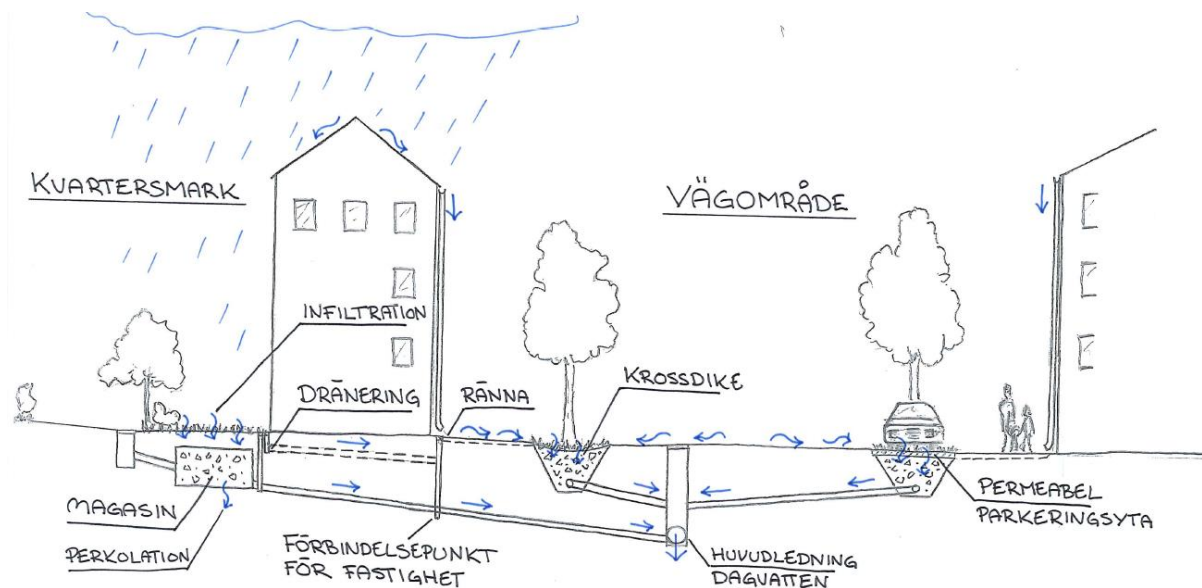 KVARTERSMARK
VÄGOMRÅDE
INFILTRATION
DRÄNERING
RÄNNA
KROSSDIKE
MAGASIN
PERKOLATION
FÖRBINDELSEPUNKT
FÖR FASTIGHET
HUVUDLEDNING
DAGVATTEN
PERMEABEL
PARKERINGSYTA